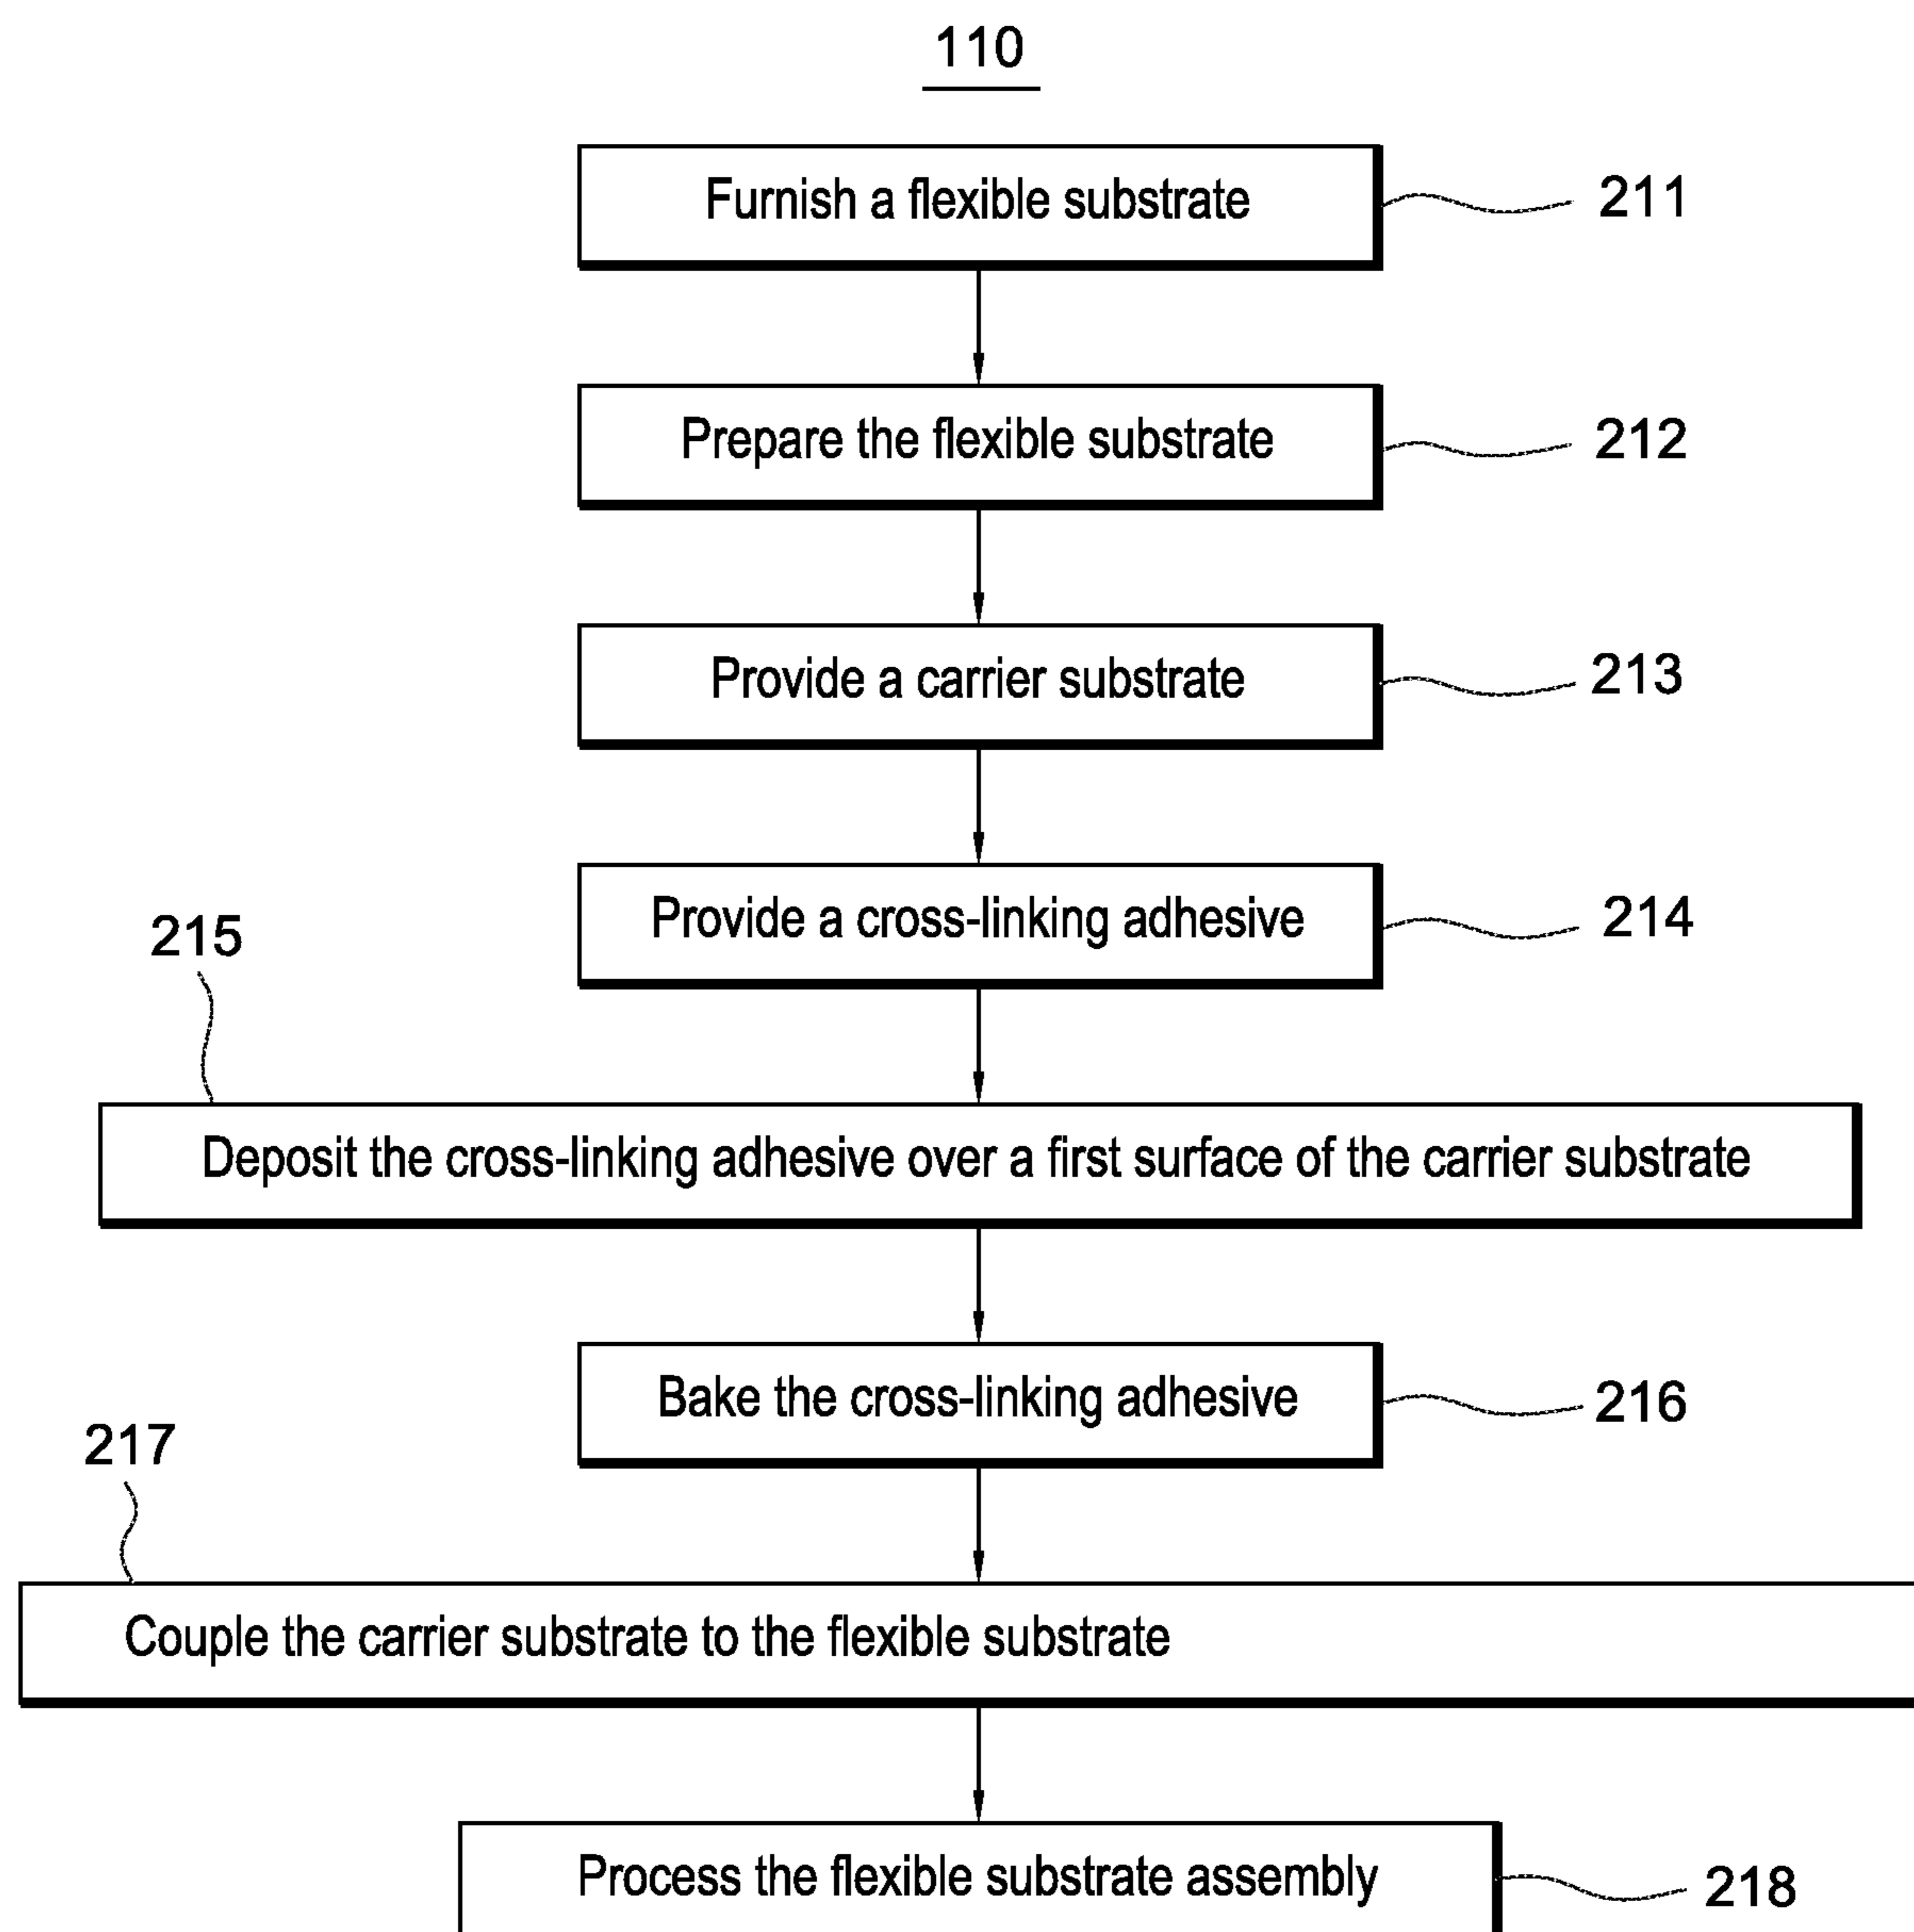 110
Furnish a flexible substrate
211
Prepare the flexible substrate
212
Provide a carrier substrate
213
Provide a cross-linking adhesive
214
215
Deposit the cross-linking adhesive over a first surface of the carrier substrate
Bake the cross-linking adhesive
216
217
Couple the carrier substrate to the flexible substrate
Process the flexible substrate assembly
218